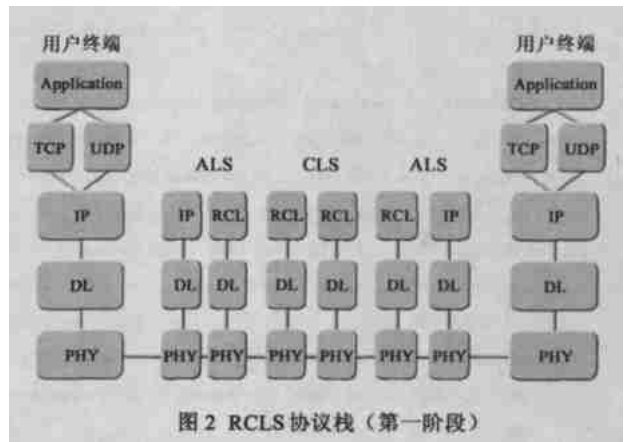 用户终端 用户终端
Application Application
TCP UDP TCP UDP
ALS CLS ALS
IP IP RCL RCL RCL RCL IP IP
DL DL DL DL DL DL DL DL
PHY PHY PHY PHY PHY PHY PHY PHY
图 2 RCLS 协议栈（第一阶段）